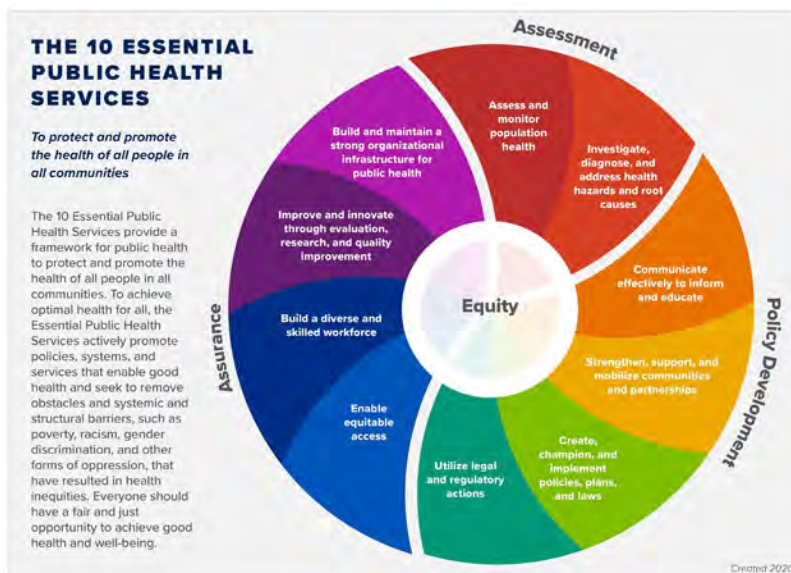 THE 10 ESSENTIAL
PUBLIC HEALTH
SERVICES
To protect and promote
the health of all people in
all communities
The 10 Essential Public
Health Services provide a
framework for public health
to protect and promote the
health of all people in all
communities. To achieve
optimal health for all, the
Essential Public Health
Services actively promote
policies, systems, and
services that enable good
health and seek to remove
obstacles and systemic and
structural barriers, such as
poverty, racism, gender
discrimination, and other
forms of oppression, that
have resulted in health
inequities. Everyone should
have a fair and just
opportunity to achieve good
health and well-being.
Assessment
Assess and
monitor
population
health
Investigate,
diagnose, and
address health
hazards and root
causes
Policy Development
Communicate
effectively to inform
and educate
Strengthen, support, and
mobilize communities
and partnerships
Create,
champion, and
implement
policies, plans,
and laws
Utilize legal
and regulatory
actions
Assurance
Enable
equitable
access
Build a diverse and
skilled workforce
Improve and innovate
through evaluation,
research, and quality
improvement
Build and maintain a
strong organizational
infrastructure for
public health
Equity
Created 2020